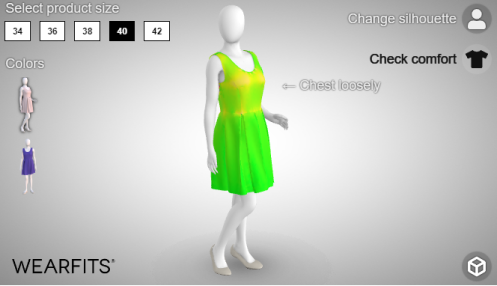 Select product size
34 36 38 40 42
Change silhouette
Colors
Check comfort
← Chest loosely
WEARFITS®